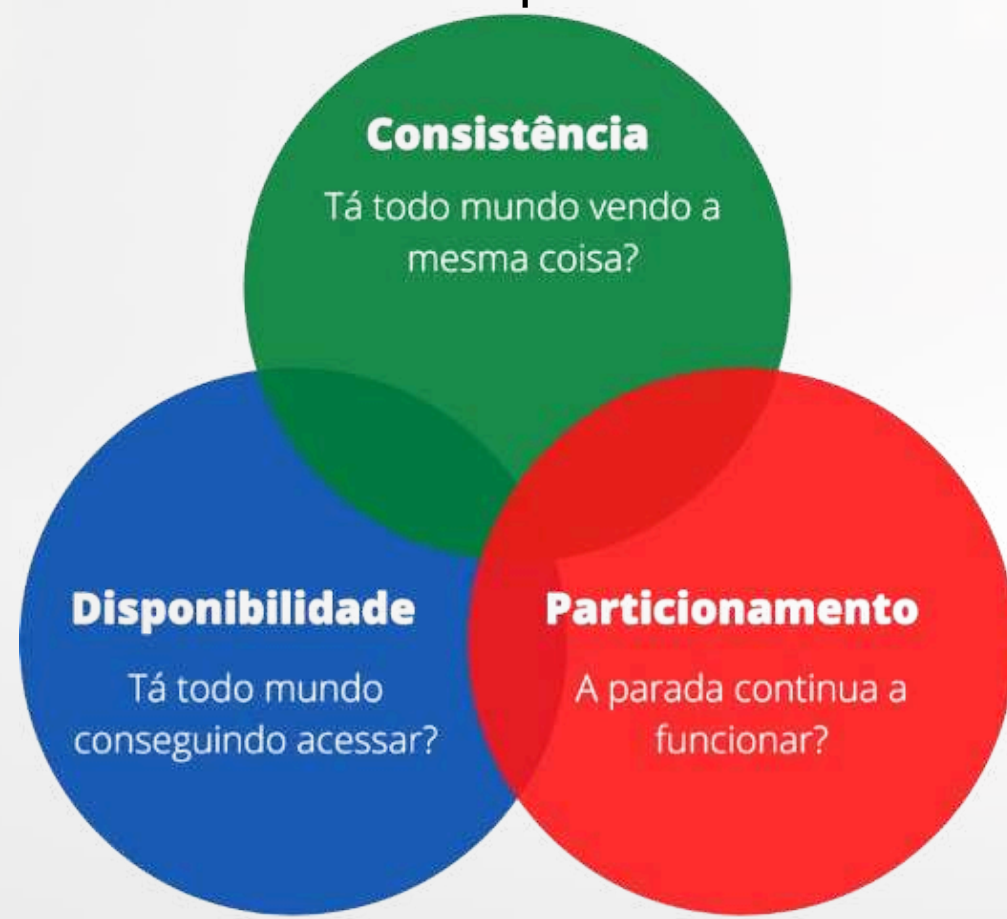 Consistência
Tá todo mundo vendo a
mesma coisa?
Disponibilidade
Tá todo mundo
conseguindo acessar?
Particionamento
A parada continua a
funcionar?